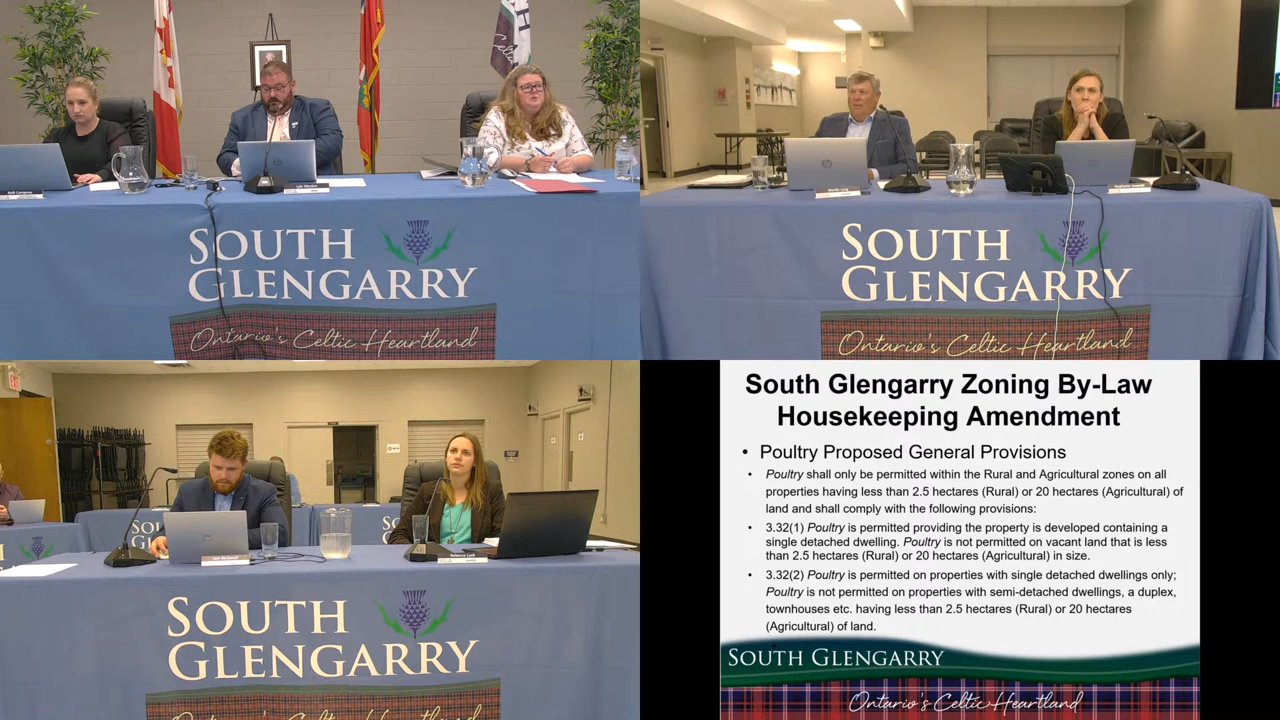 SOUTH
GLENGARRY
Ontario's Celtic Heartland
SOUTH
GLENGARRY
Ontario's Celtic Heartland
EXIT
SOUTH
GLENGARRY
South Glengarry Zoning By-Law
Housekeeping Amendment
• Poultry Proposed General Provisions
• Poultry shall only be permitted within the Rural and Agricultural zones on all
properties having less than 2.5 hectares (Rural) or 20 hectares (Agricultural) of
land and shall comply with the following provisions:
• 3.32(1) Poultry is permitted providing the property is developed containing a
single detached dwelling. Poultry is not permitted on vacant land that is less
than 2.5 hectares (Rural) or 20 hectares (Agricultural) in size.
• 3.32(2) Poultry is permitted on properties with single detached dwellings only;
Poultry is not permitted on properties with semi-detached dwellings, a duplex,
townhouses etc. having less than 2.5 hectares (Rural) or 20 hectares
(Agricultural) of land.
SOUTH GLENGARRY
Ontario's Celtic Heartland